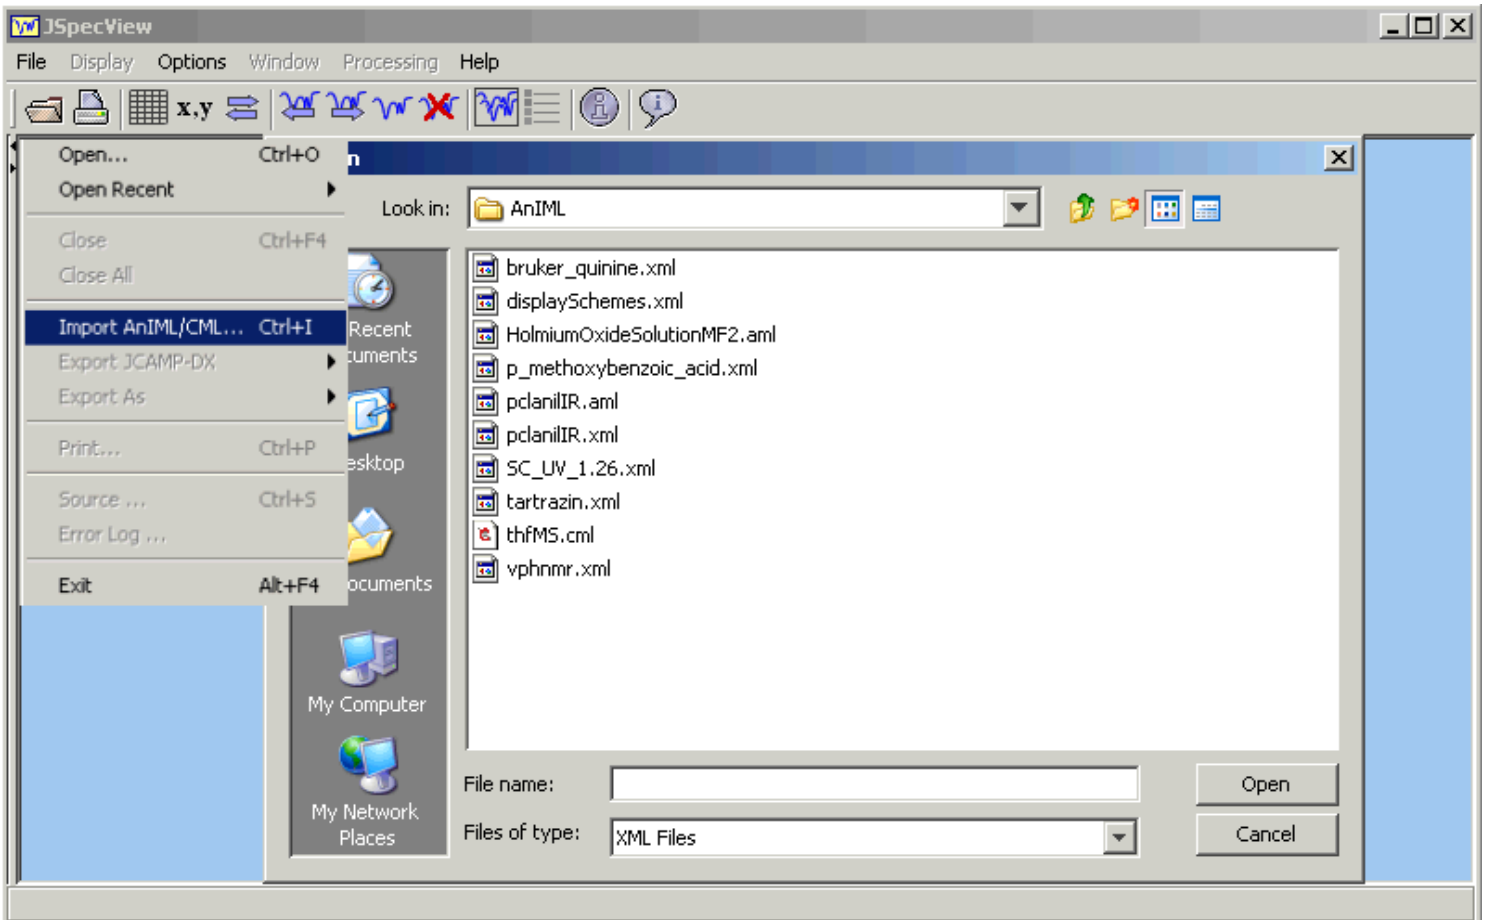 JSpecView
File Display Options Window Processing Help
x,y
Open... Ctrl+O
Open Recent
Close Ctrl+F4
Close All
Import AnIML/CML... Ctrl+I
Export JCAMP-DX
Export As
Print... Ctrl+P
Source ... Ctrl+S
Error Log ...
Exit Alt+F4
n
Look in: AnIML
Recent
cuments
esktop
ocuments
My Computer
My Network
Places
bruker_quinine.xml
displaySchemes.xml
HolmiumOxideSolutionMF2.aml
p_methoxybenzoic_acid.xml
pclanilIR.aml
pclanilIR.xml
SC_UV_1.26.xml
tartrazin.xml
thfMS.cml
vphnmr.xml
File name: Open
Files of type: XML Files Cancel